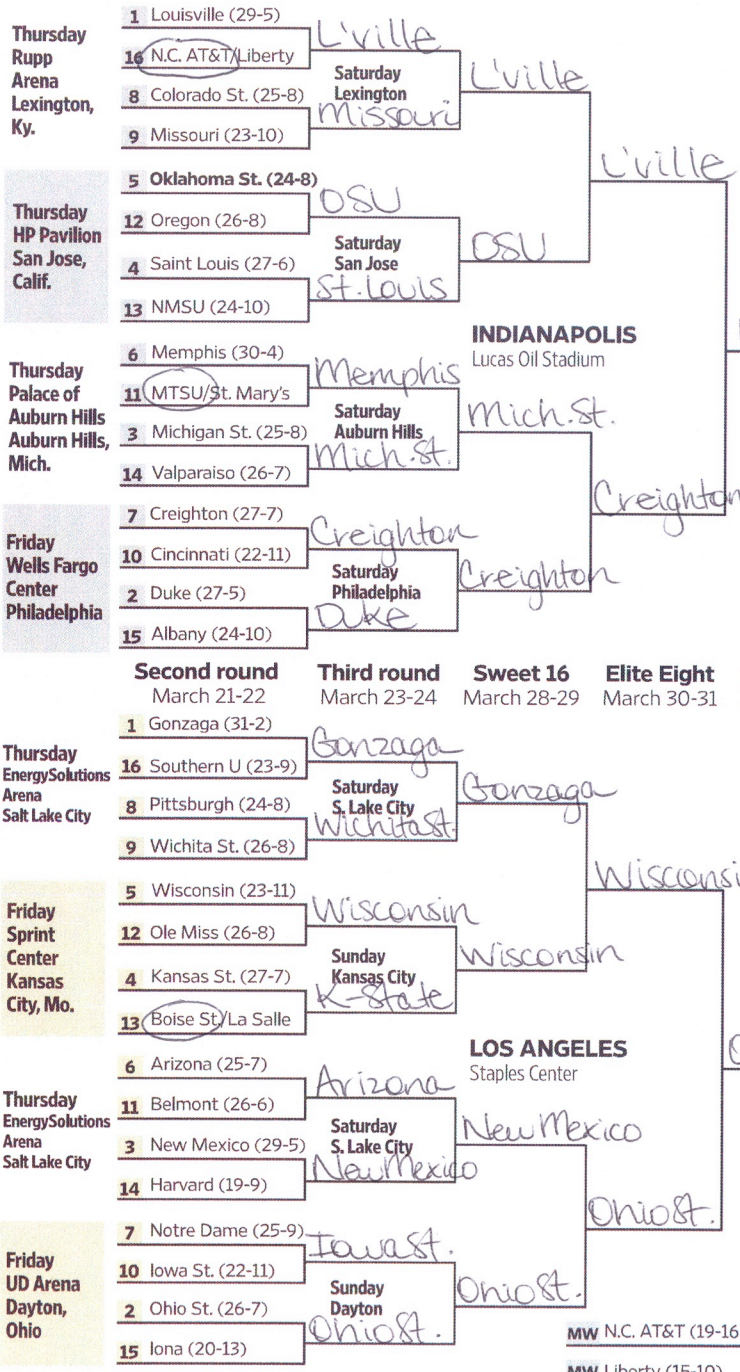 Thursday
Rupp
Arena
Lexington,
Ky.
1 Louisville (29-5)
16 N.C. AT&T/Liberty
8 Colorado St. (25-8)
9 Missouri (23-10)
L'ville
Saturday
Lexington
Missouri
L'ville
L'ville
Thursday
HP Pavilion
San Jose,
Calif.
5 Oklahoma St. (24-8)
12 Oregon (26-8)
4 Saint Louis (27-6)
13 NMSU (24-10)
OSU
Saturday
San Jose
St. Louis
OSU
INDIANAPOLIS
Lucas Oil Stadium
Thursday
Palace of
Auburn Hills
Auburn Hills,
Mich.
6 Memphis (30-4)
11 MTSU/St. Mary's
3 Michigan St. (25-8)
14 Valparaiso (26-7)
Memphis
Saturday
Auburn Hills
Mich. St.
Mich. St.
Creighton
Friday
Wells Fargo
Center
Philadelphia
7 Creighton (27-7)
10 Cincinnati (22-11)
2 Duke (27-5)
15 Albany (24-10)
Creighton
Saturday
Philadelphia
Duke
Creighton
Second round
March 21-22
Third round
March 23-24
Sweet 16
March 28-29
Elite Eight
March 30-31
Thursday
EnergySolutions
Arena
Salt Lake City
1 Gonzaga (31-2)
16 Southern U (23-9)
8 Pittsburgh (24-8)
9 Wichita St. (26-8)
Gonzaga
Saturday
S. Lake City
Wichita St.
Gonzaga
Wisconsi
Friday
Sprint
Center
Kansas
City, Mo.
5 Wisconsin (23-11)
12 Ole Miss (26-8)
4 Kansas St. (27-7)
13 Boise St./La Salle
Wisconsin
Sunday
Kansas City
K-State
Wisconsin
LOS ANGELES
Staples Center
Thursday
EnergySolutions
Arena
Salt Lake City
6 Arizona (25-7)
11 Belmont (26-6)
3 New Mexico (29-5)
14 Harvard (19-9)
Arizona
Saturday
S. Lake City
New Mexico
New Mexico
Ohio St.
Friday
UD Arena
Dayton,
Ohio
7 Notre Dame (25-9)
10 Iowa St. (22-11)
2 Ohio St. (26-7)
15 Iona (20-13)
Iowa St.
Sunday
Dayton
Ohio St.
Ohio St.
MW N.C. AT&T (19-16
MW Liberty (15-10)